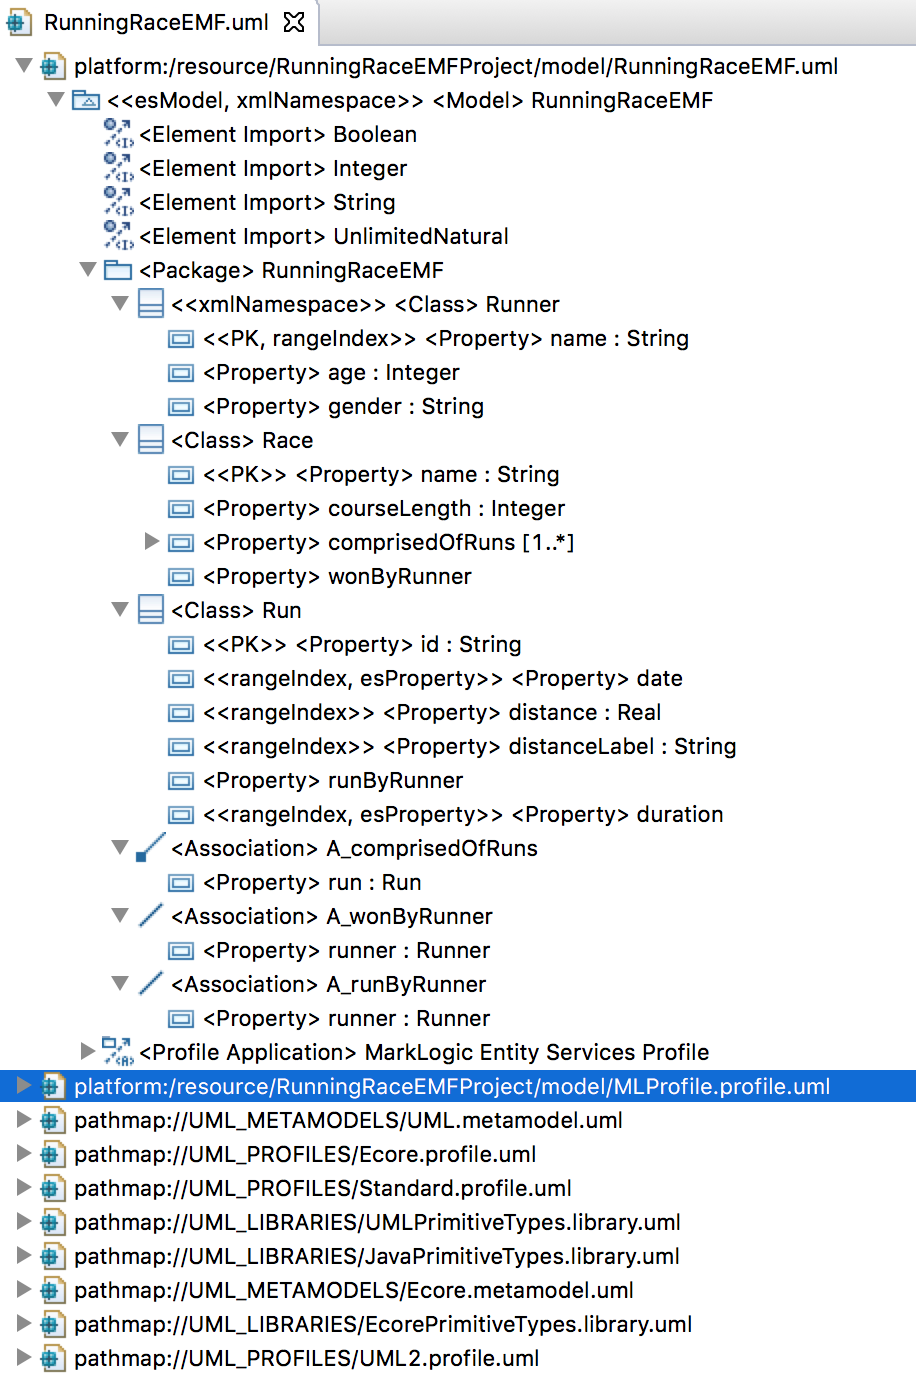 RunningRaceEMF.uml
platform:/resource/RunningRaceEMFProject/model/RunningRaceEMF.uml
<<esModel, xmlNamespace>> <Model> RunningRaceEMF
<Element Import> Boolean
<Element Import> Integer
<Element Import> String
<Element Import> UnlimitedNatural
<Package> RunningRaceEMF
<<xmlNamespace>> <Class> Runner
<<PK, rangeIndex>> <Property> name : String
<Property> age : Integer
<Property> gender : String
<Class> Race
<<PK>> <Property> name : String
<Property> courseLength : Integer
<Property> comprisedOfRuns [1..*]
<Property> wonByRunner
<Class> Run
<<PK>> <Property> id : String
<<rangeIndex, esProperty>> <Property> date
<<rangeIndex>> <Property> distance : Real
<<rangeIndex>> <Property> distanceLabel : String
<Property> runByRunner
<<rangeIndex, esProperty>> <Property> duration
<Association> A_comprisedOfRuns
<Property> run : Run
<Association> A_wonByRunner
<Property> runner : Runner
<Association> A_runByRunner
<Property> runner : Runner
<Profile Application> MarkLogic Entity Services Profile
platform:/resource/RunningRaceEMFProject/model/MLProfile.profile.uml
pathmap://UML_METAMODELS/UML.metamodel.uml
pathmap://UML_PROFILES/Ecore.profile.uml
pathmap://UML_PROFILES/Standard.profile.uml
pathmap://UML_LIBRARIES/UMLPrimitiveTypes.library.uml
pathmap://UML_LIBRARIES/JavaPrimitiveTypes.library.uml
pathmap://UML_METAMODELS/Ecore.metamodel.uml
pathmap://UML_LIBRARIES/EcorePrimitiveTypes.library.uml
pathmap://UML_PROFILES/UML2.profile.uml